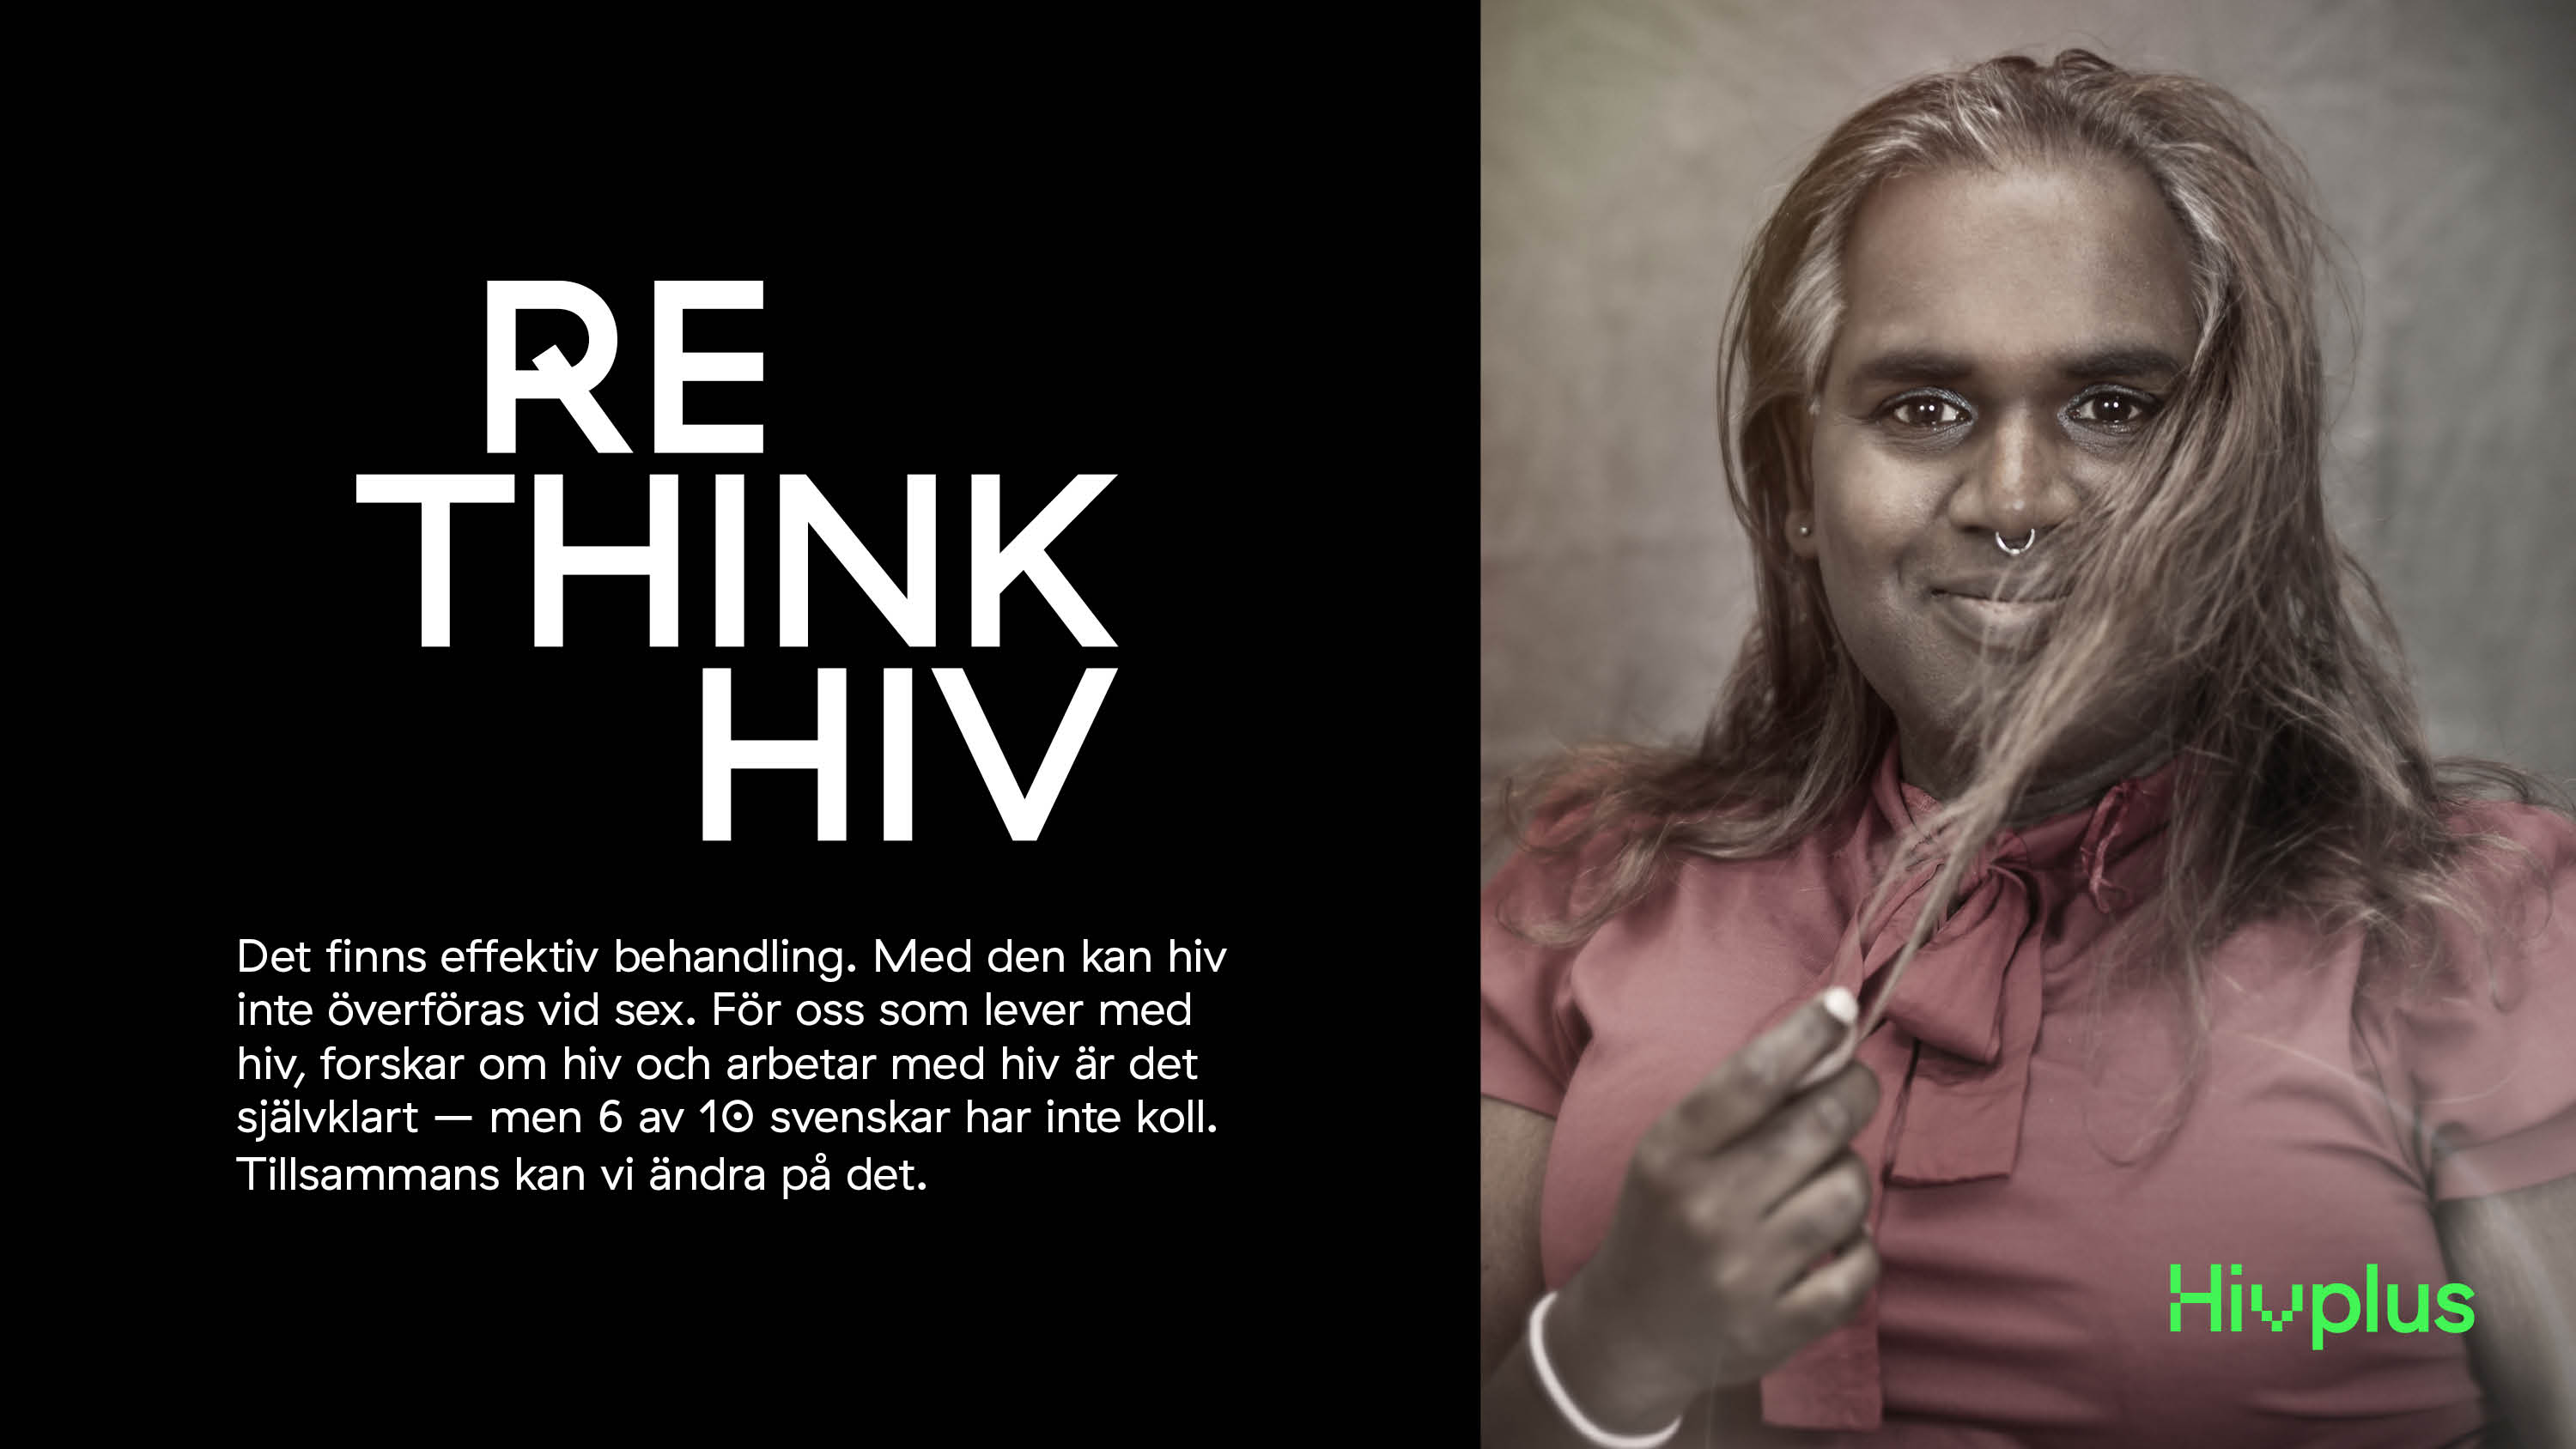 RE
THINK
HIV
Det finns effektiv behandling. Med den kan hiv
inte överföras vid sex. För oss som lever med
hiv, forskar om hiv och arbetar med hiv är det
självklart — men 6 av 10 svenskar har inte koll.
Tillsammans kan vi ändra på det.
Hivplus